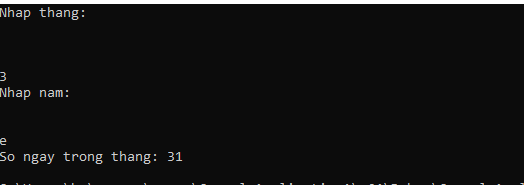 Nhap thang:
3
Nhap nam:
e
So ngay trong thang: 31